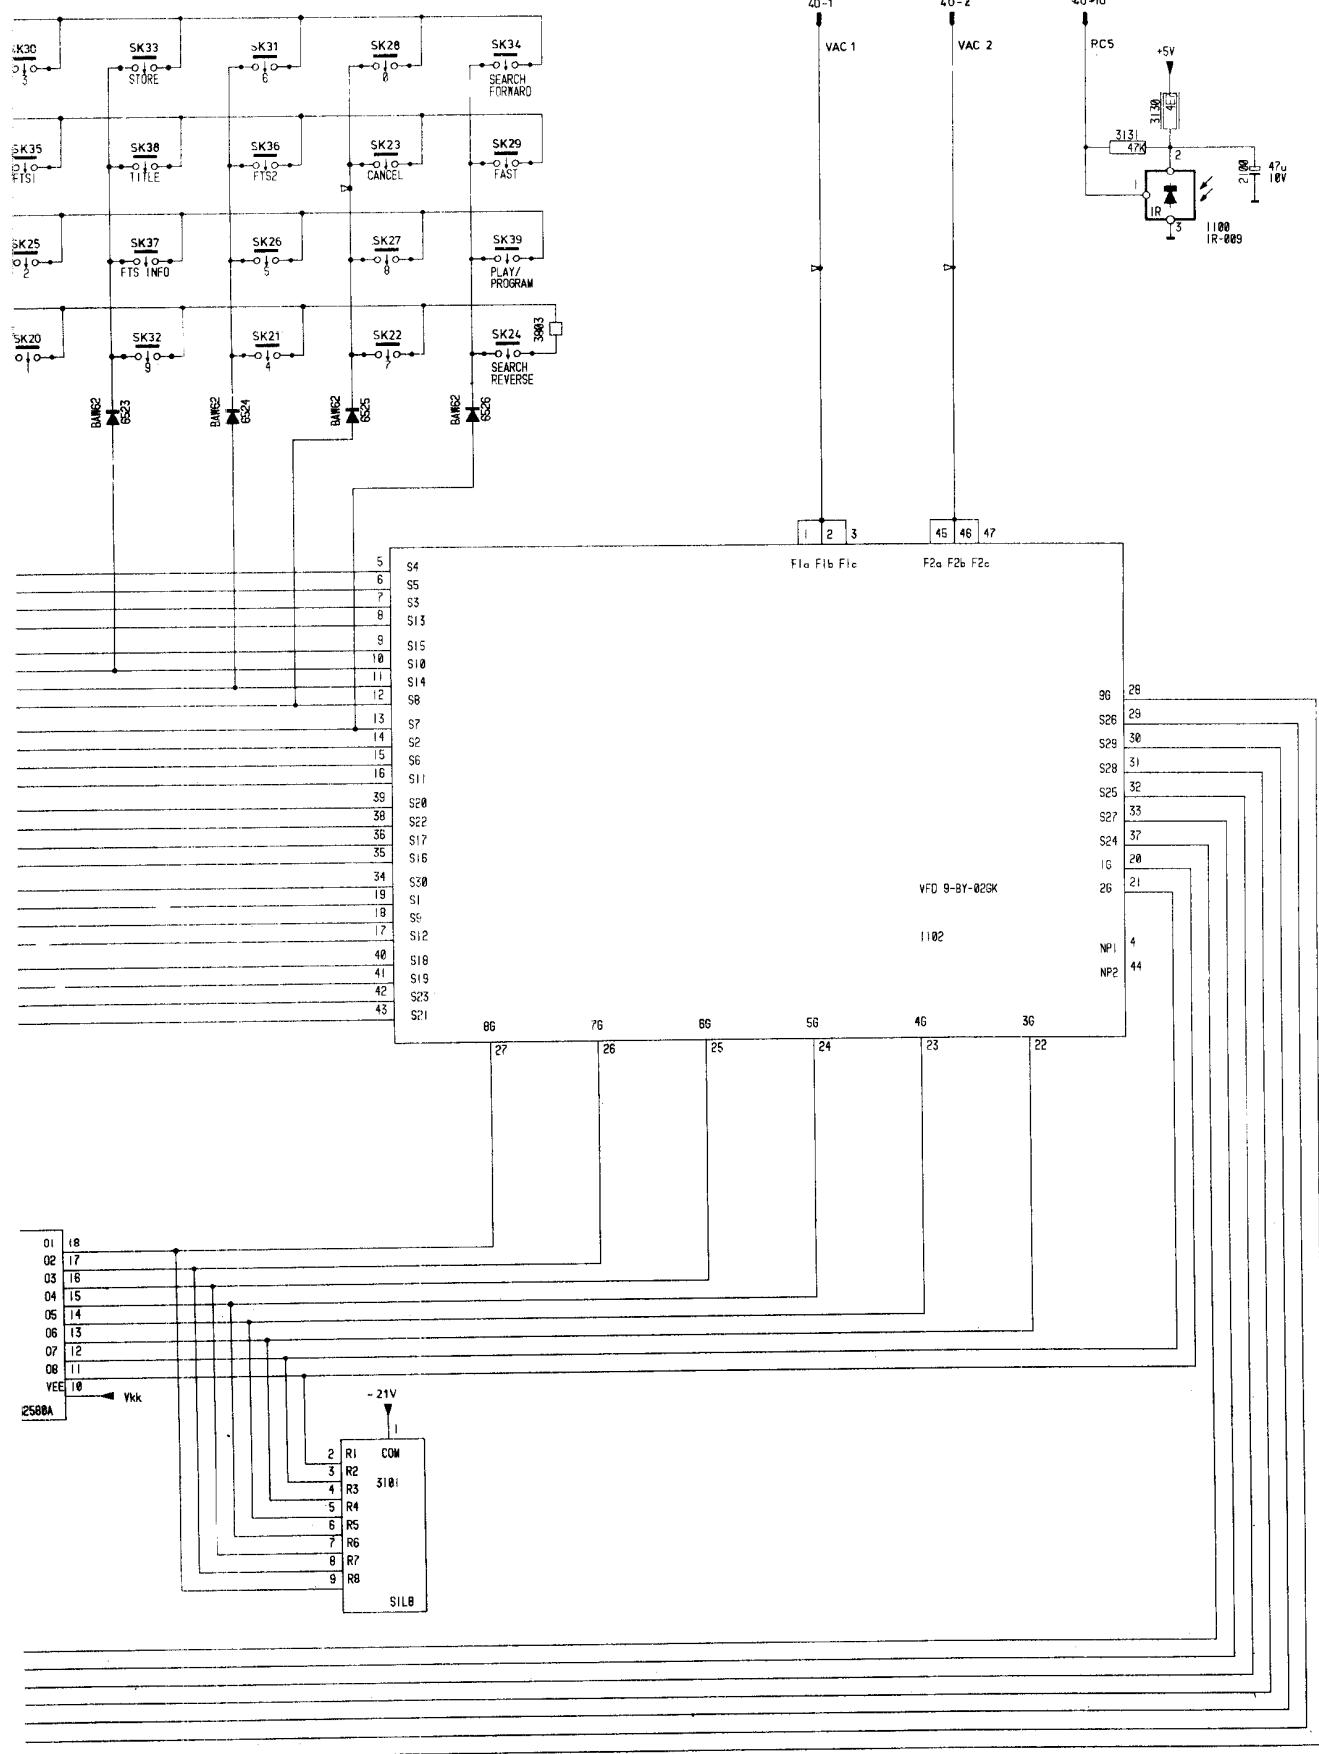 40-1
40-2
VAC 1
VAC 2
RC5
+5V
SK30
3
SK33
STORE
SK31
6
SK28
0
SK34
SEARCH
FORWARD
3130
4E7
3131
47K
2
1
IR
3
2100
47u
10V
1100
IR-009
SK35
FTS1
SK38
TITLE
SK36
FTS2
SK23
CANCEL
SK29
FAST
SK25
2
SK37
FTS INFO
SK26
5
SK27
8
SK39
PLAY/
PROGRAM
SK20
SK32
9
SK21
4
SK22
7
SK24
SEARCH
REVERSE
3803
BAW62
6523
BAW62
6524
BAW62
6525
BAW62
6526
1 2 3
45 46 47
F1a F1b F1c
F2a F2b F2c
5 S4
6 S5
7 S3
8 S13
9 S15
10 S10
11 S14
12 S8
13 S7
14 S2
15 S6
16 S11
39 S20
38 S22
36 S17
35 S16
34 S30
19 S1
18 S9
17 S12
40 S18
41 S19
42 S23
43 S21
9G 28
S26 29
S29 30
S28 31
S25 32
S27 33
S24 37
1G 20
2G 21
NP1 4
NP2 44
VFD 9-BY-02GK
1102
8G 7G 6G 5G 4G 3G
27 26 25 24 23 22
O1 18
O2 17
O3 16
O4 15
O5 14
O6 13
O7 12
O8 11
VEE 10
Vkk
2580A
-21V
1
2 R1 COM
3 R2
3101
4 R3
5 R4
6 R5
7 R6
8 R7
9 R8
SIL8